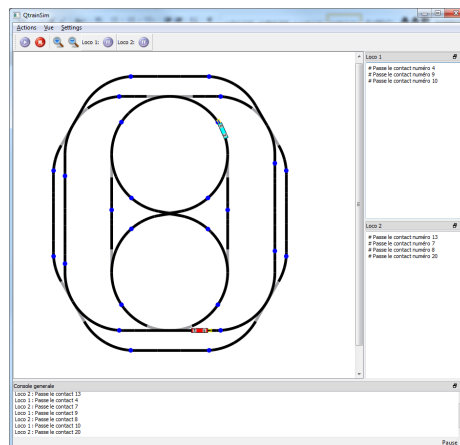 QtrainSim
Actions Vue Settings
Loco 1: Loco 2:
Loco 1
# Passe le contact numéro 4
# Passe le contact numéro 9
# Passe le contact numéro 10
Loco 2
# Passe le contact numéro 13
# Passe le contact numéro 7
# Passe le contact numéro 8
# Passe le contact numéro 20
Console generale
Loco 2 : Passe le contact 13
Loco 1 : Passe le contact 4
Loco 2 : Passe le contact 7
Loco 1 : Passe le contact 9
Loco 2 : Passe le contact 8
Loco 1 : Passe le contact 10
Loco 2 : Passe le contact 20
Pause